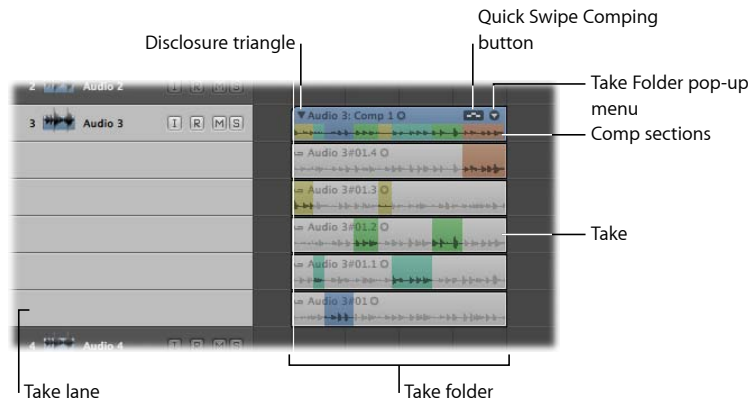 Quick Swipe Comping
button
Disclosure triangle
Take Folder pop-up
menu
2 Audio 2 I R M S
3 Audio 3 I R M S
Audio 3: Comp 1
Comp sections
Audio 3#01.4
Audio 3#01.3
Audio 3#01.2
Take
Audio 3#01.1
Audio 3#01
4 Audio 4 I R M S
Take lane
Take folder